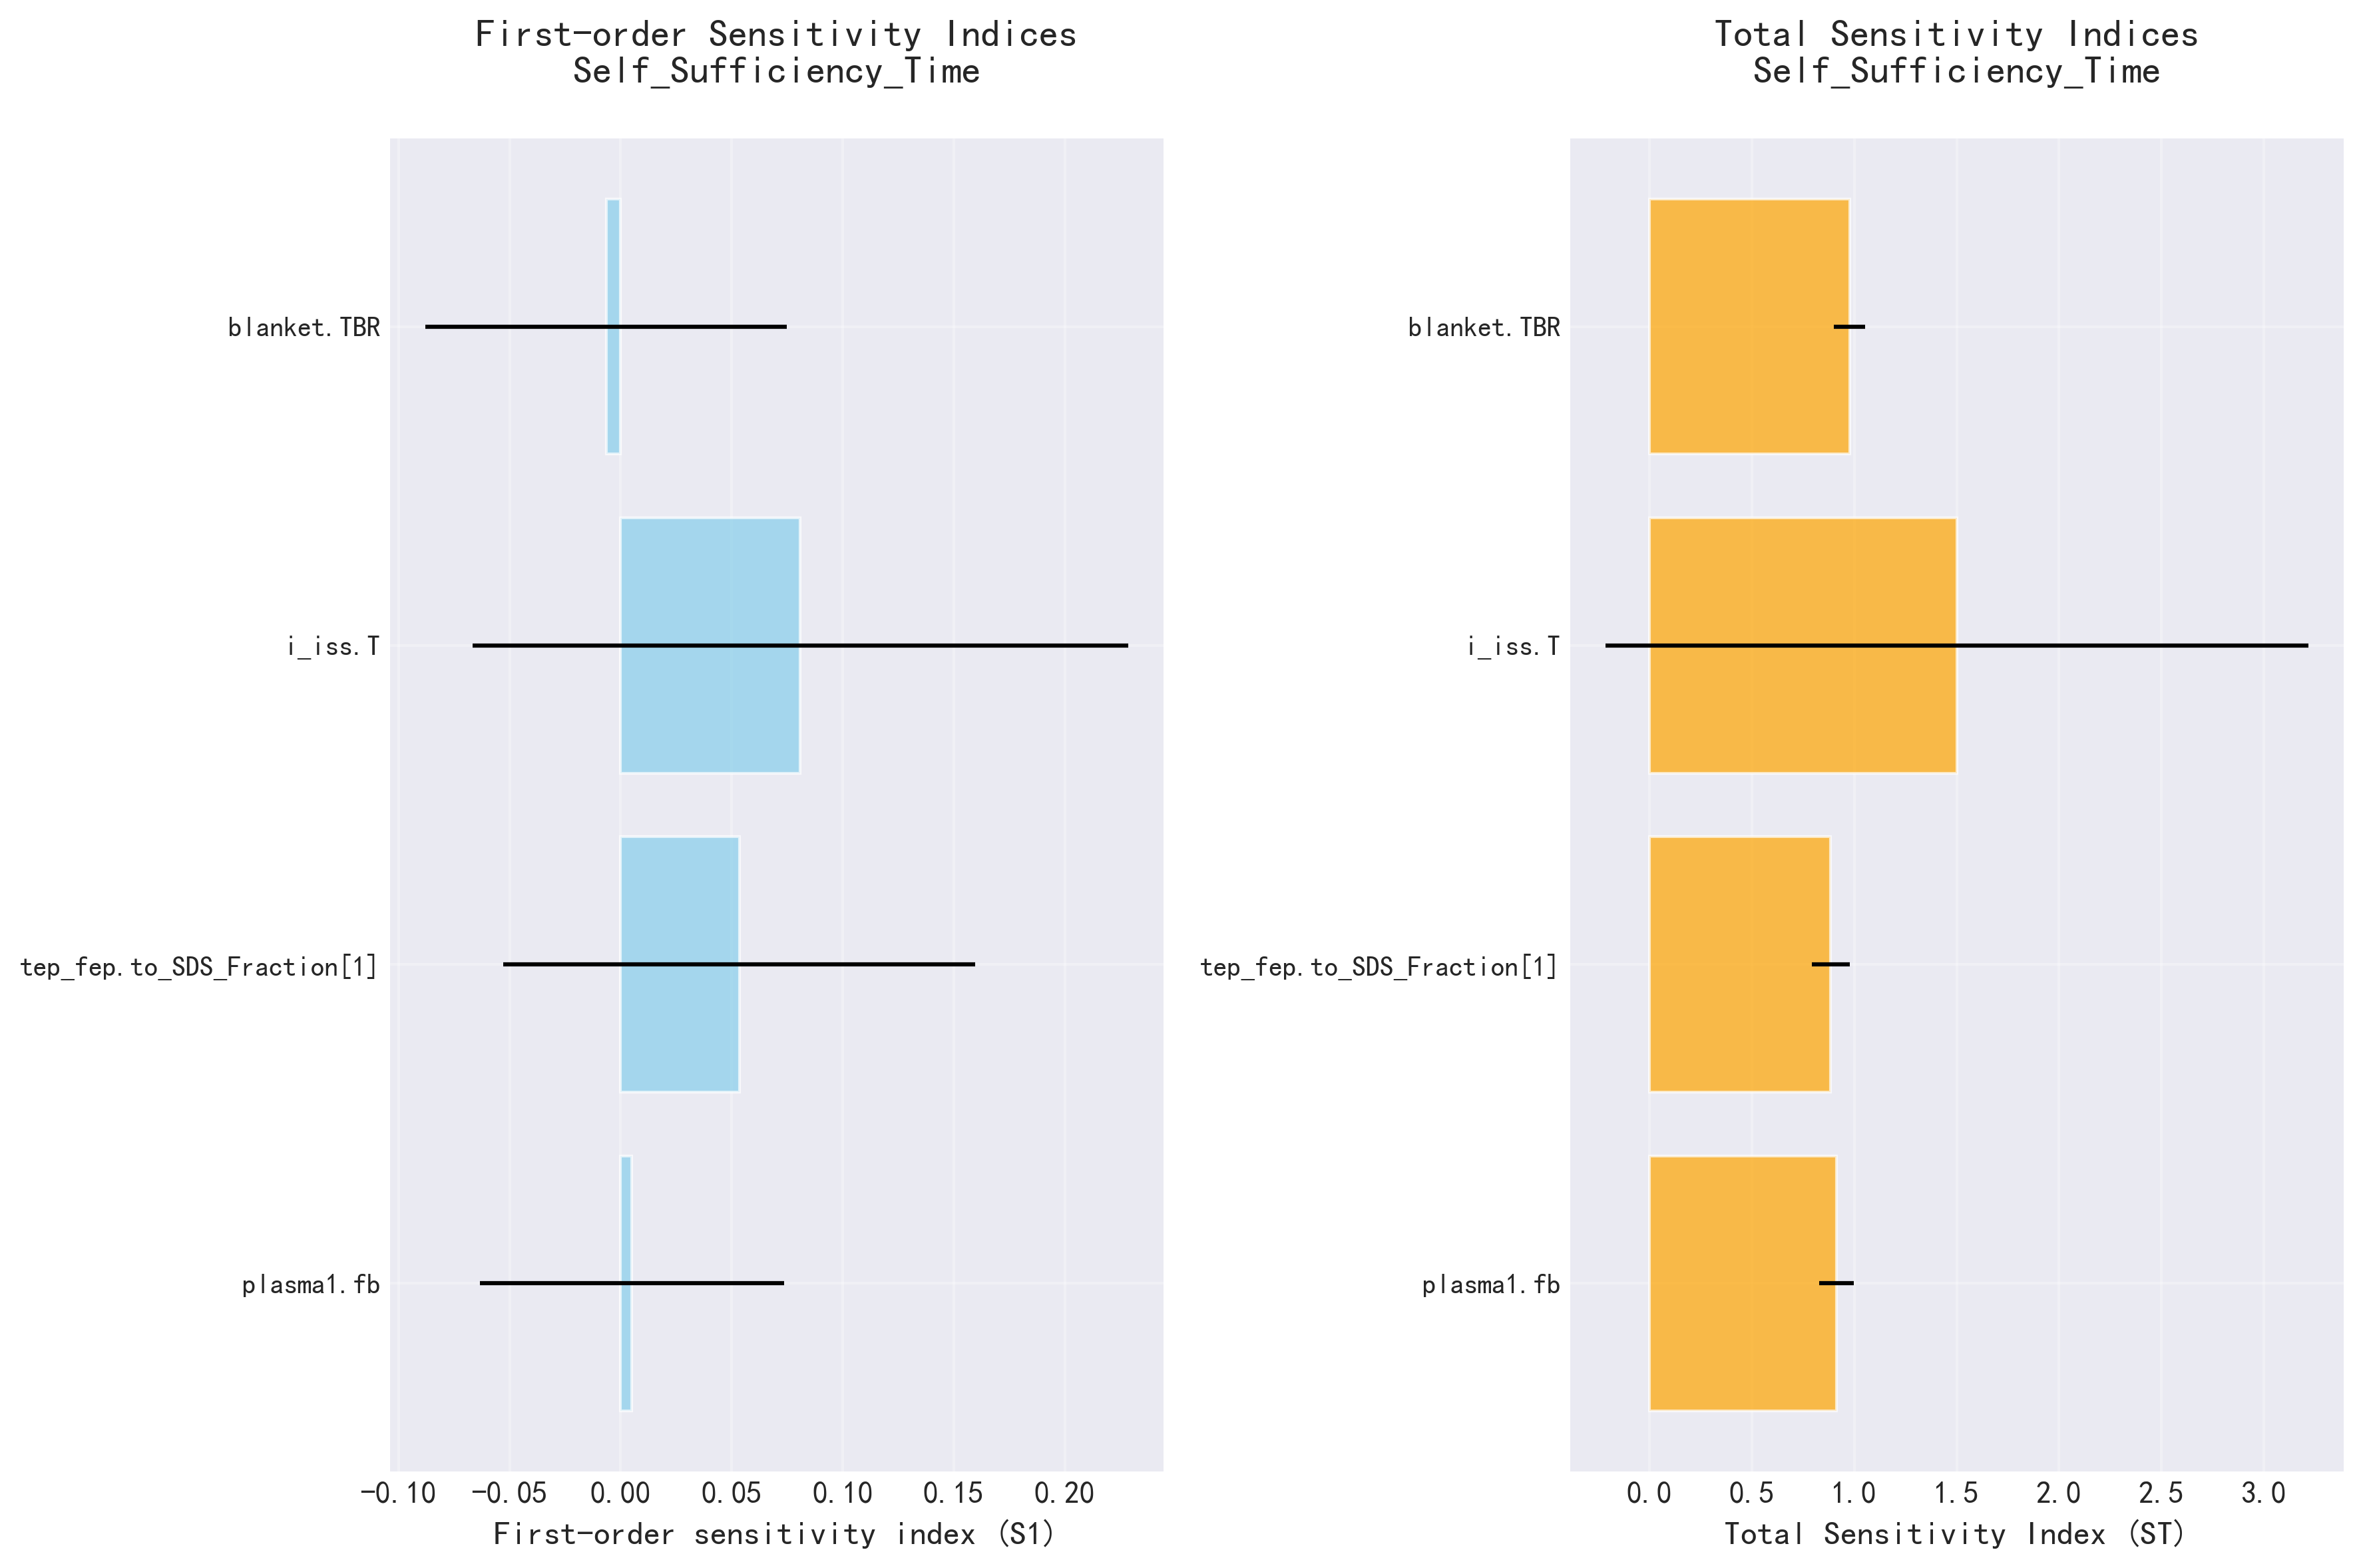 First-order Sensitivity Indices
Self_Sufficiency_Time
blanket.TBR
i_iss.T
tep_fep.to_SDS_Fraction[1]
plasma1.fb
−0.10 −0.05 0.00 0.05 0.10 0.15 0.20
First-order sensitivity index (S1)
Total Sensitivity Indices
Self_Sufficiency_Time
blanket.TBR
i_iss.T
tep_fep.to_SDS_Fraction[1]
plasma1.fb
0.0 0.5 1.0 1.5 2.0 2.5 3.0
Total Sensitivity Index (ST)